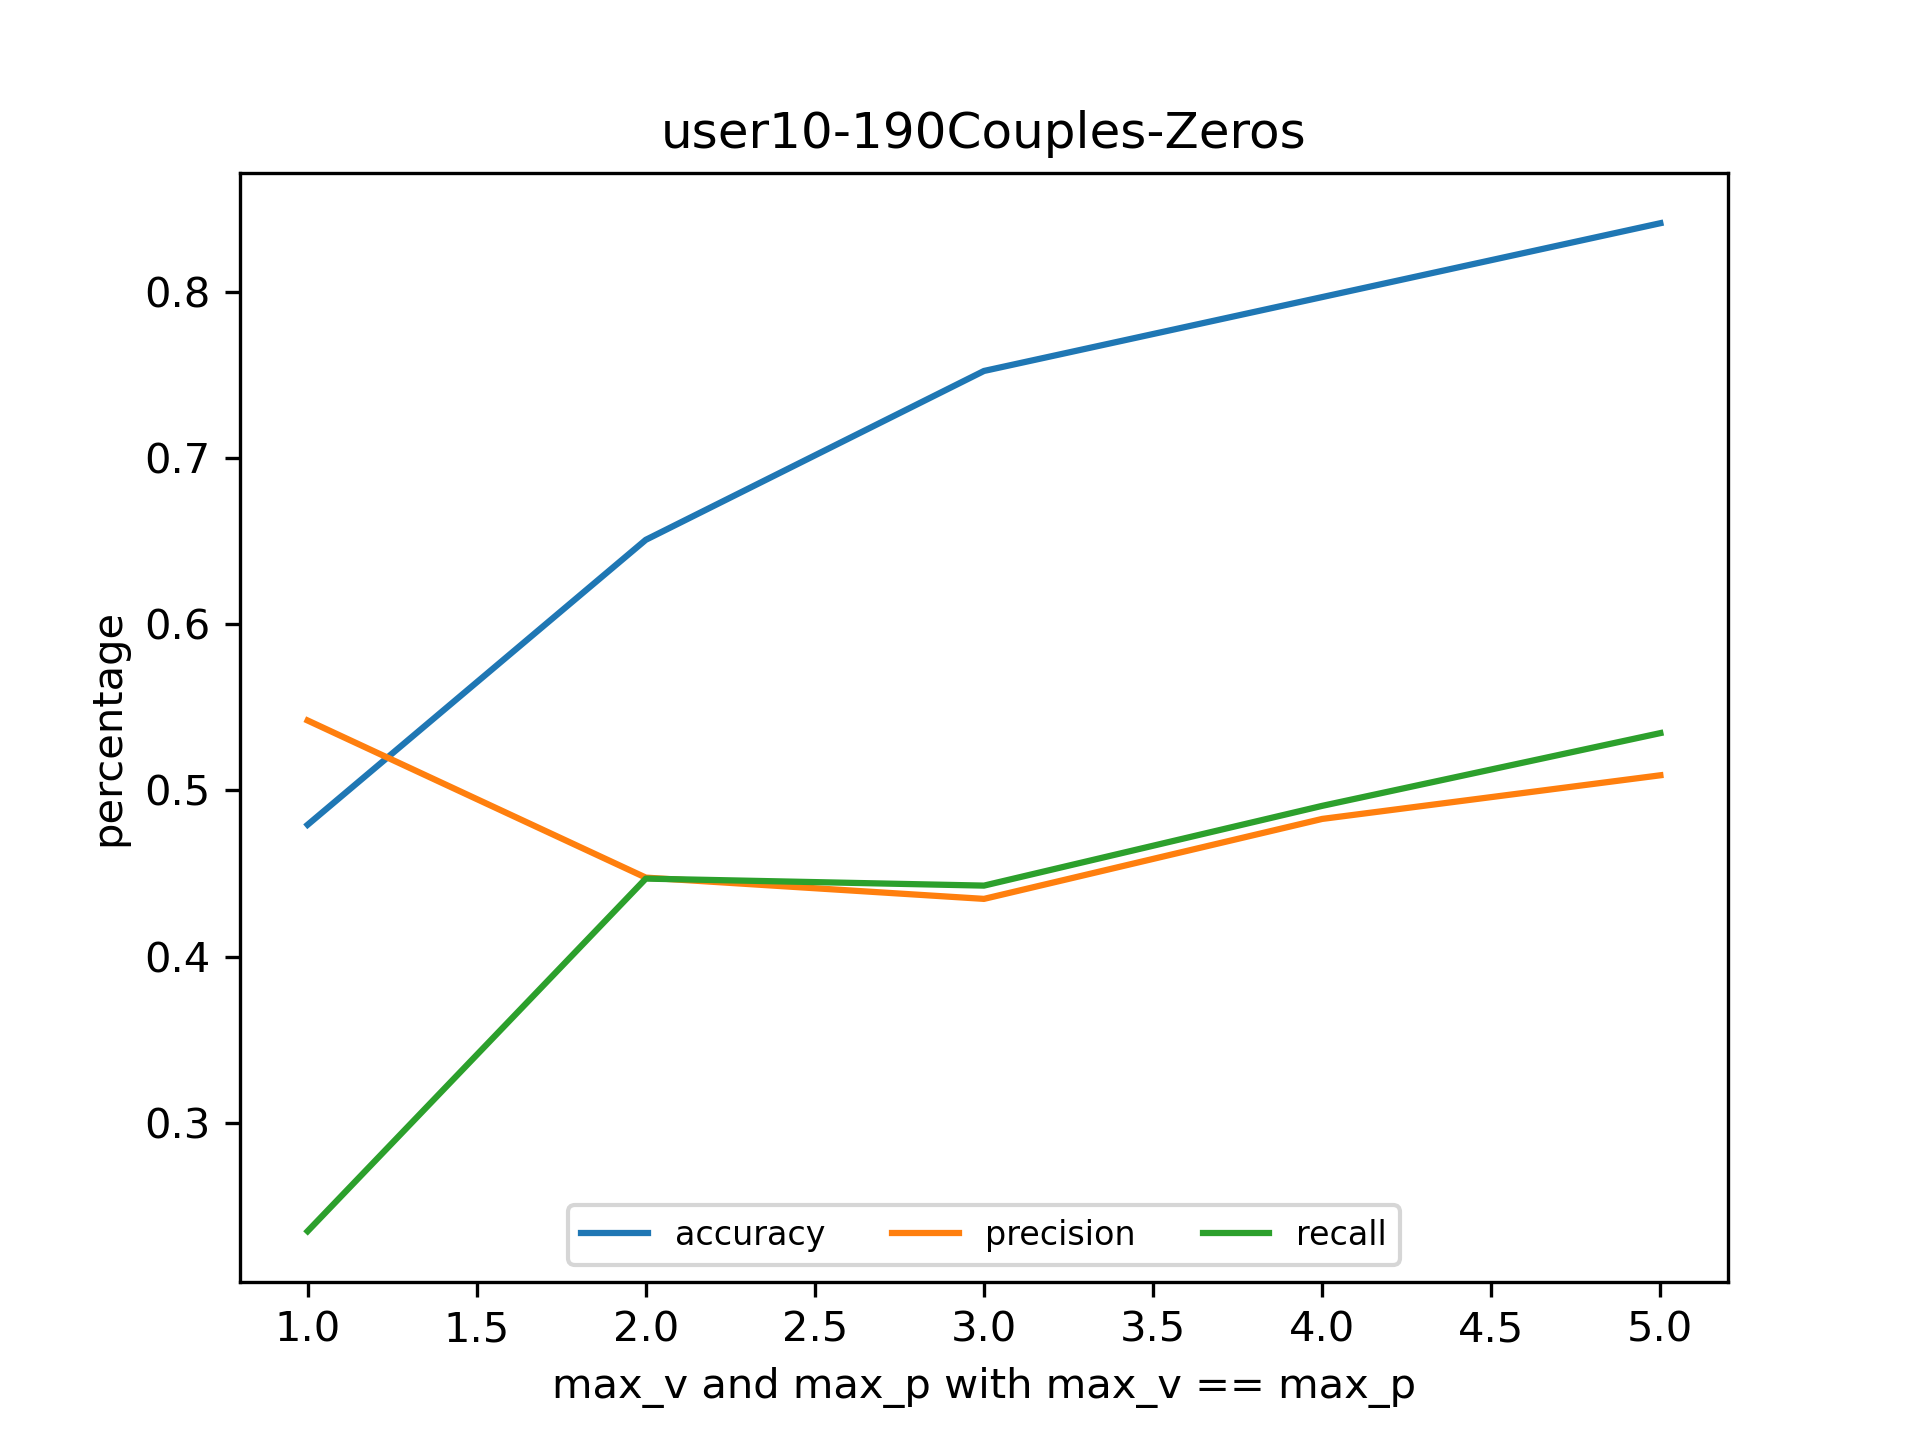 user10-190Couples-Zeros
percentage
0.8
0.7
0.6
0.5
0.4
0.3
accuracy precision recall
1.0 1.5 2.0 2.5 3.0 3.5 4.0 4.5 5.0
max_v and max_p with max_v == max_p